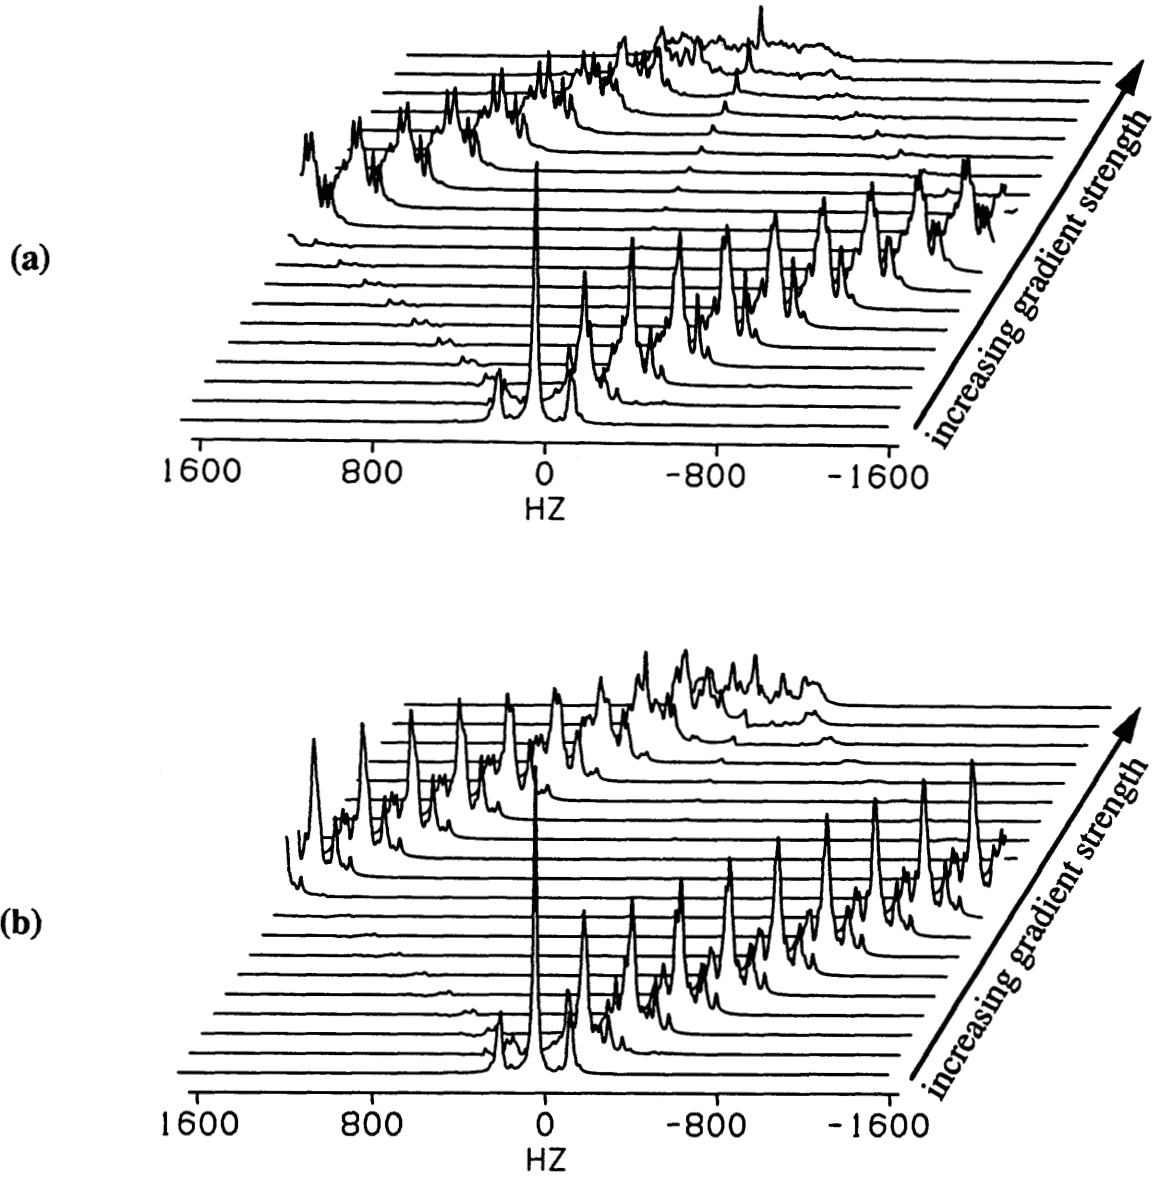 (a)
increasing gradient strength
1600 800 0 -800 -1600
HZ
(b)
increasing gradient strength
1600 800 0 -800 -1600
HZ